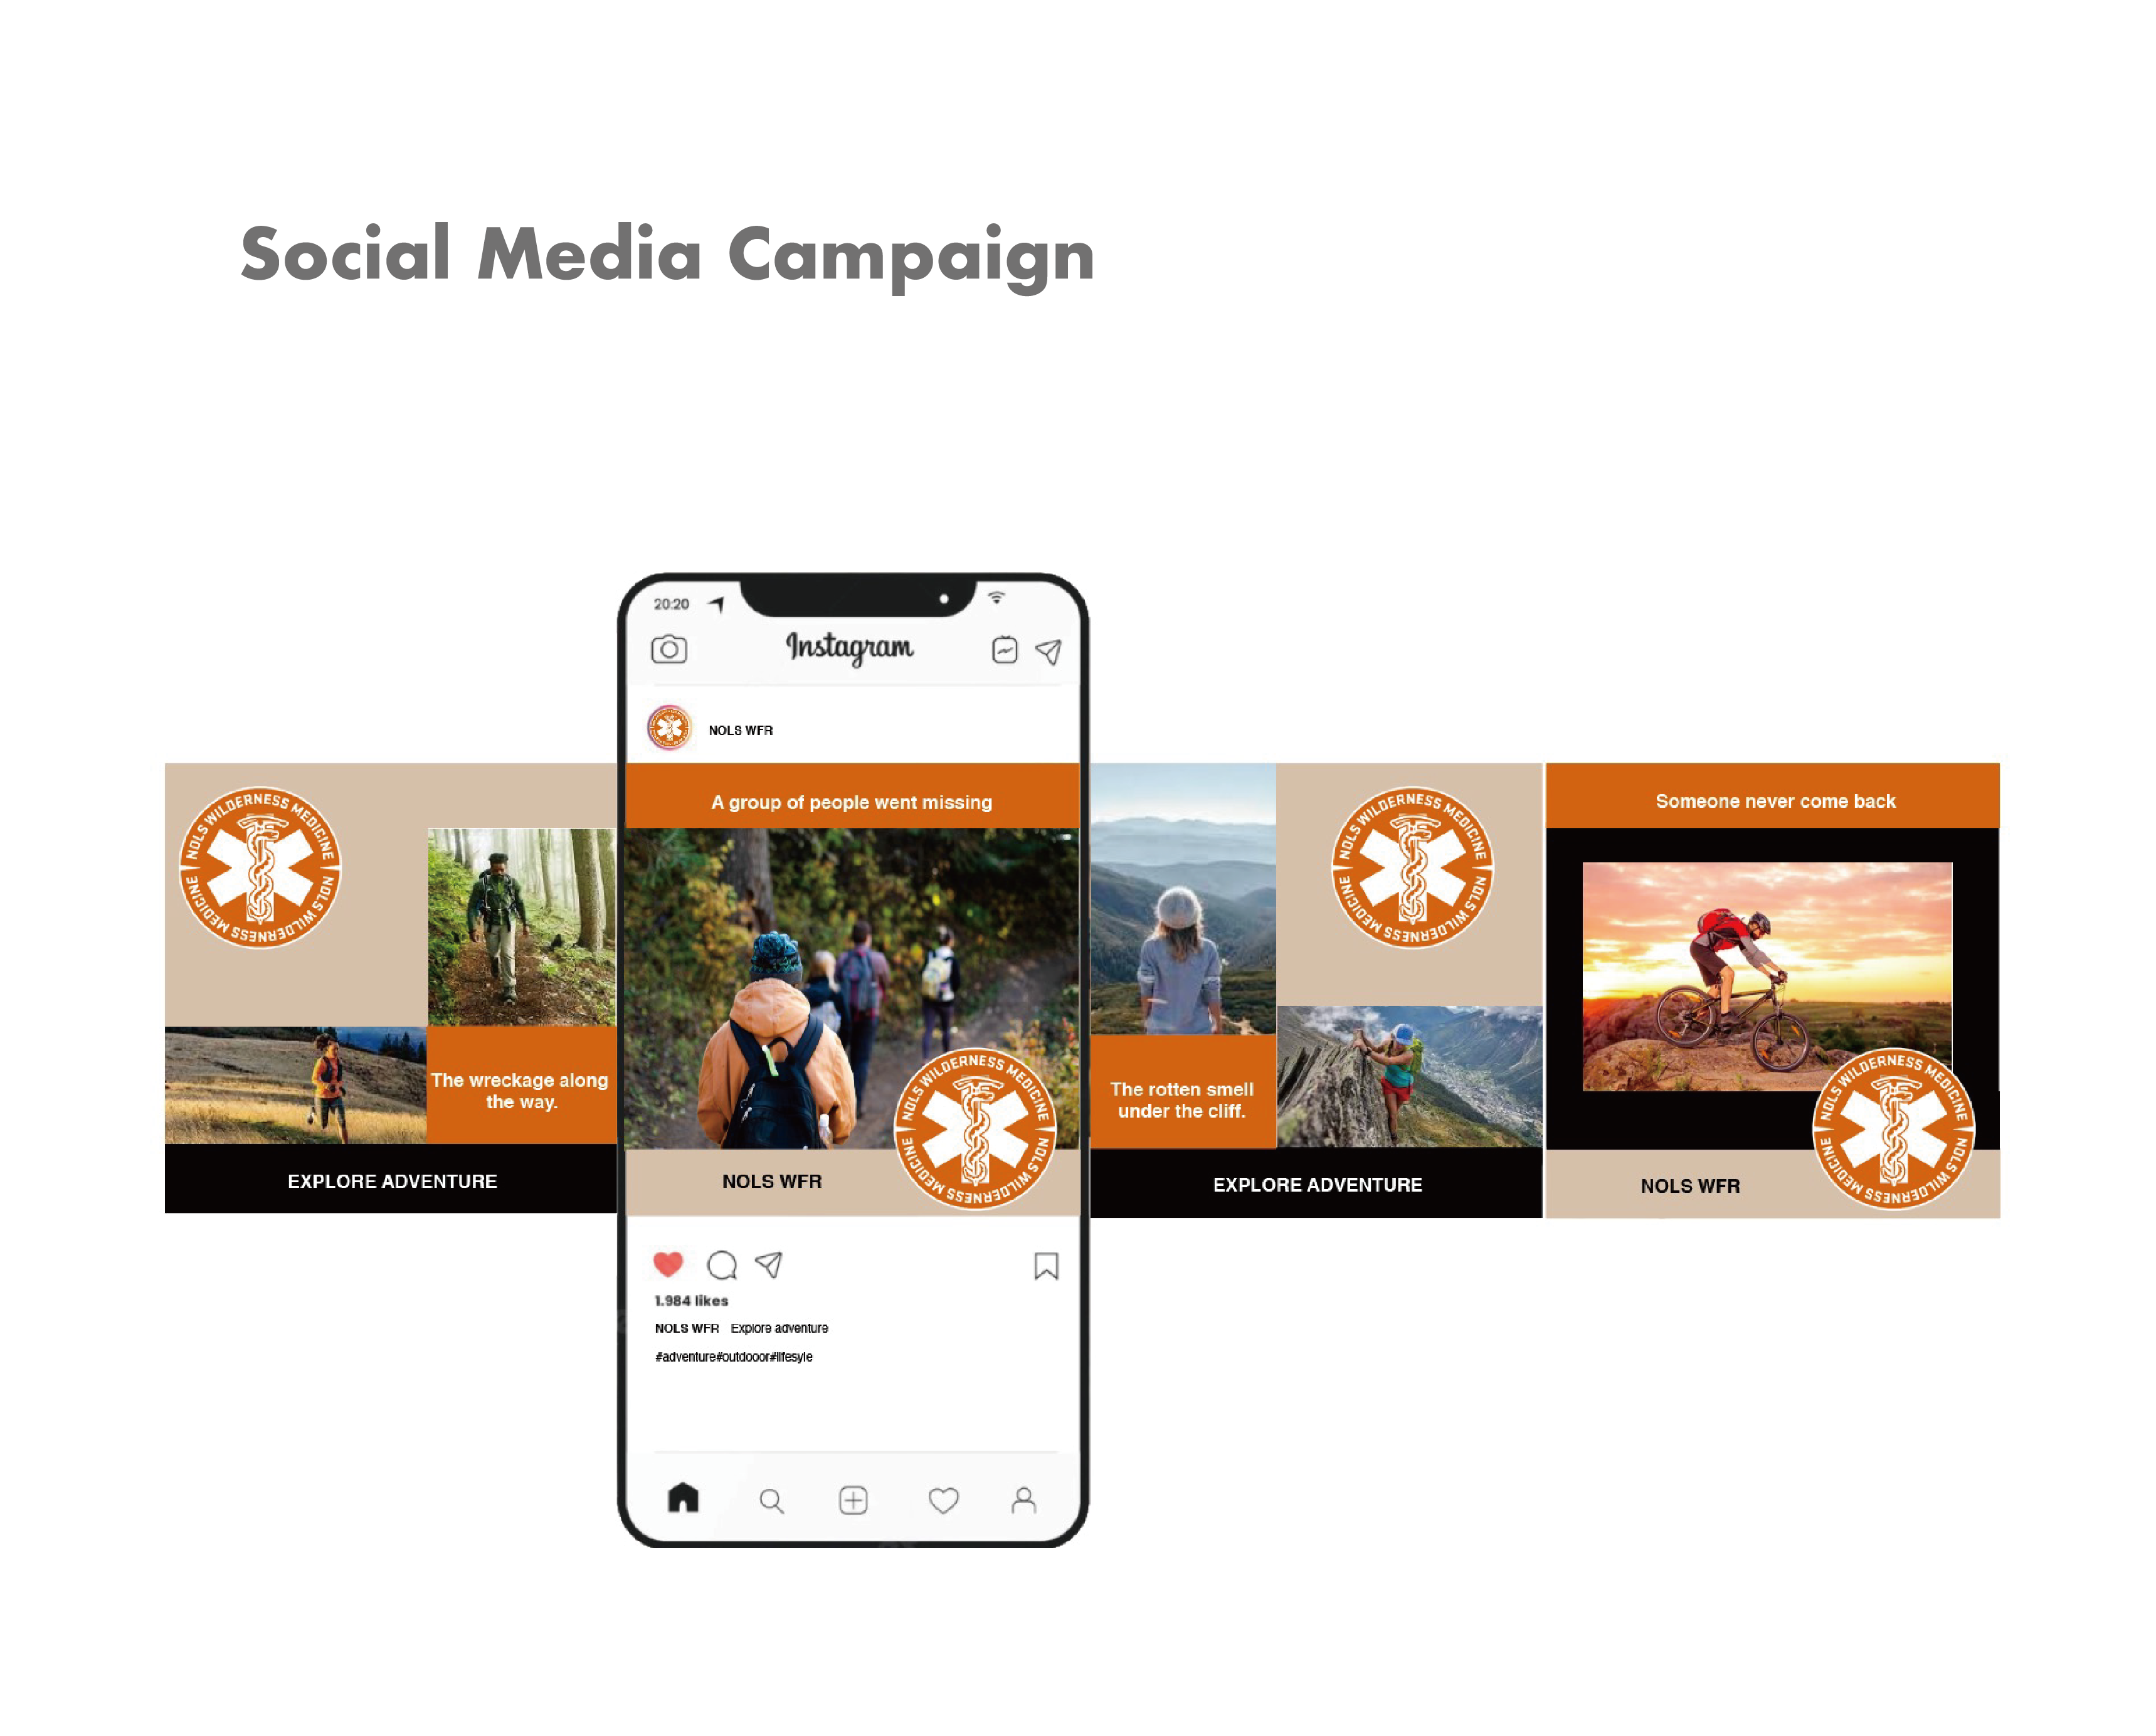 Social Media Campaign
20:20
Instagram
NOLS WFR
NOLS WILDERNESS MEDICINE
NOLS WILDERNESS MEDICINE
The wreckage along
the way.
EXPLORE ADVENTURE
A group of people went missing
NOLS WFR
NOLS WILDERNESS MEDICINE
NOLS WILDERNESS MEDICINE
1.984 likes
NOLS WFR Explore adventure
#adventure#outdooor#lifesyle
NOLS WILDERNESS MEDICINE
NOLS WILDERNESS MEDICINE
The rotten smell
under the cliff.
EXPLORE ADVENTURE
Someone never come back
NOLS WFR
NOLS WILDERNESS MEDICINE
NOLS WILDERNESS MEDICINE